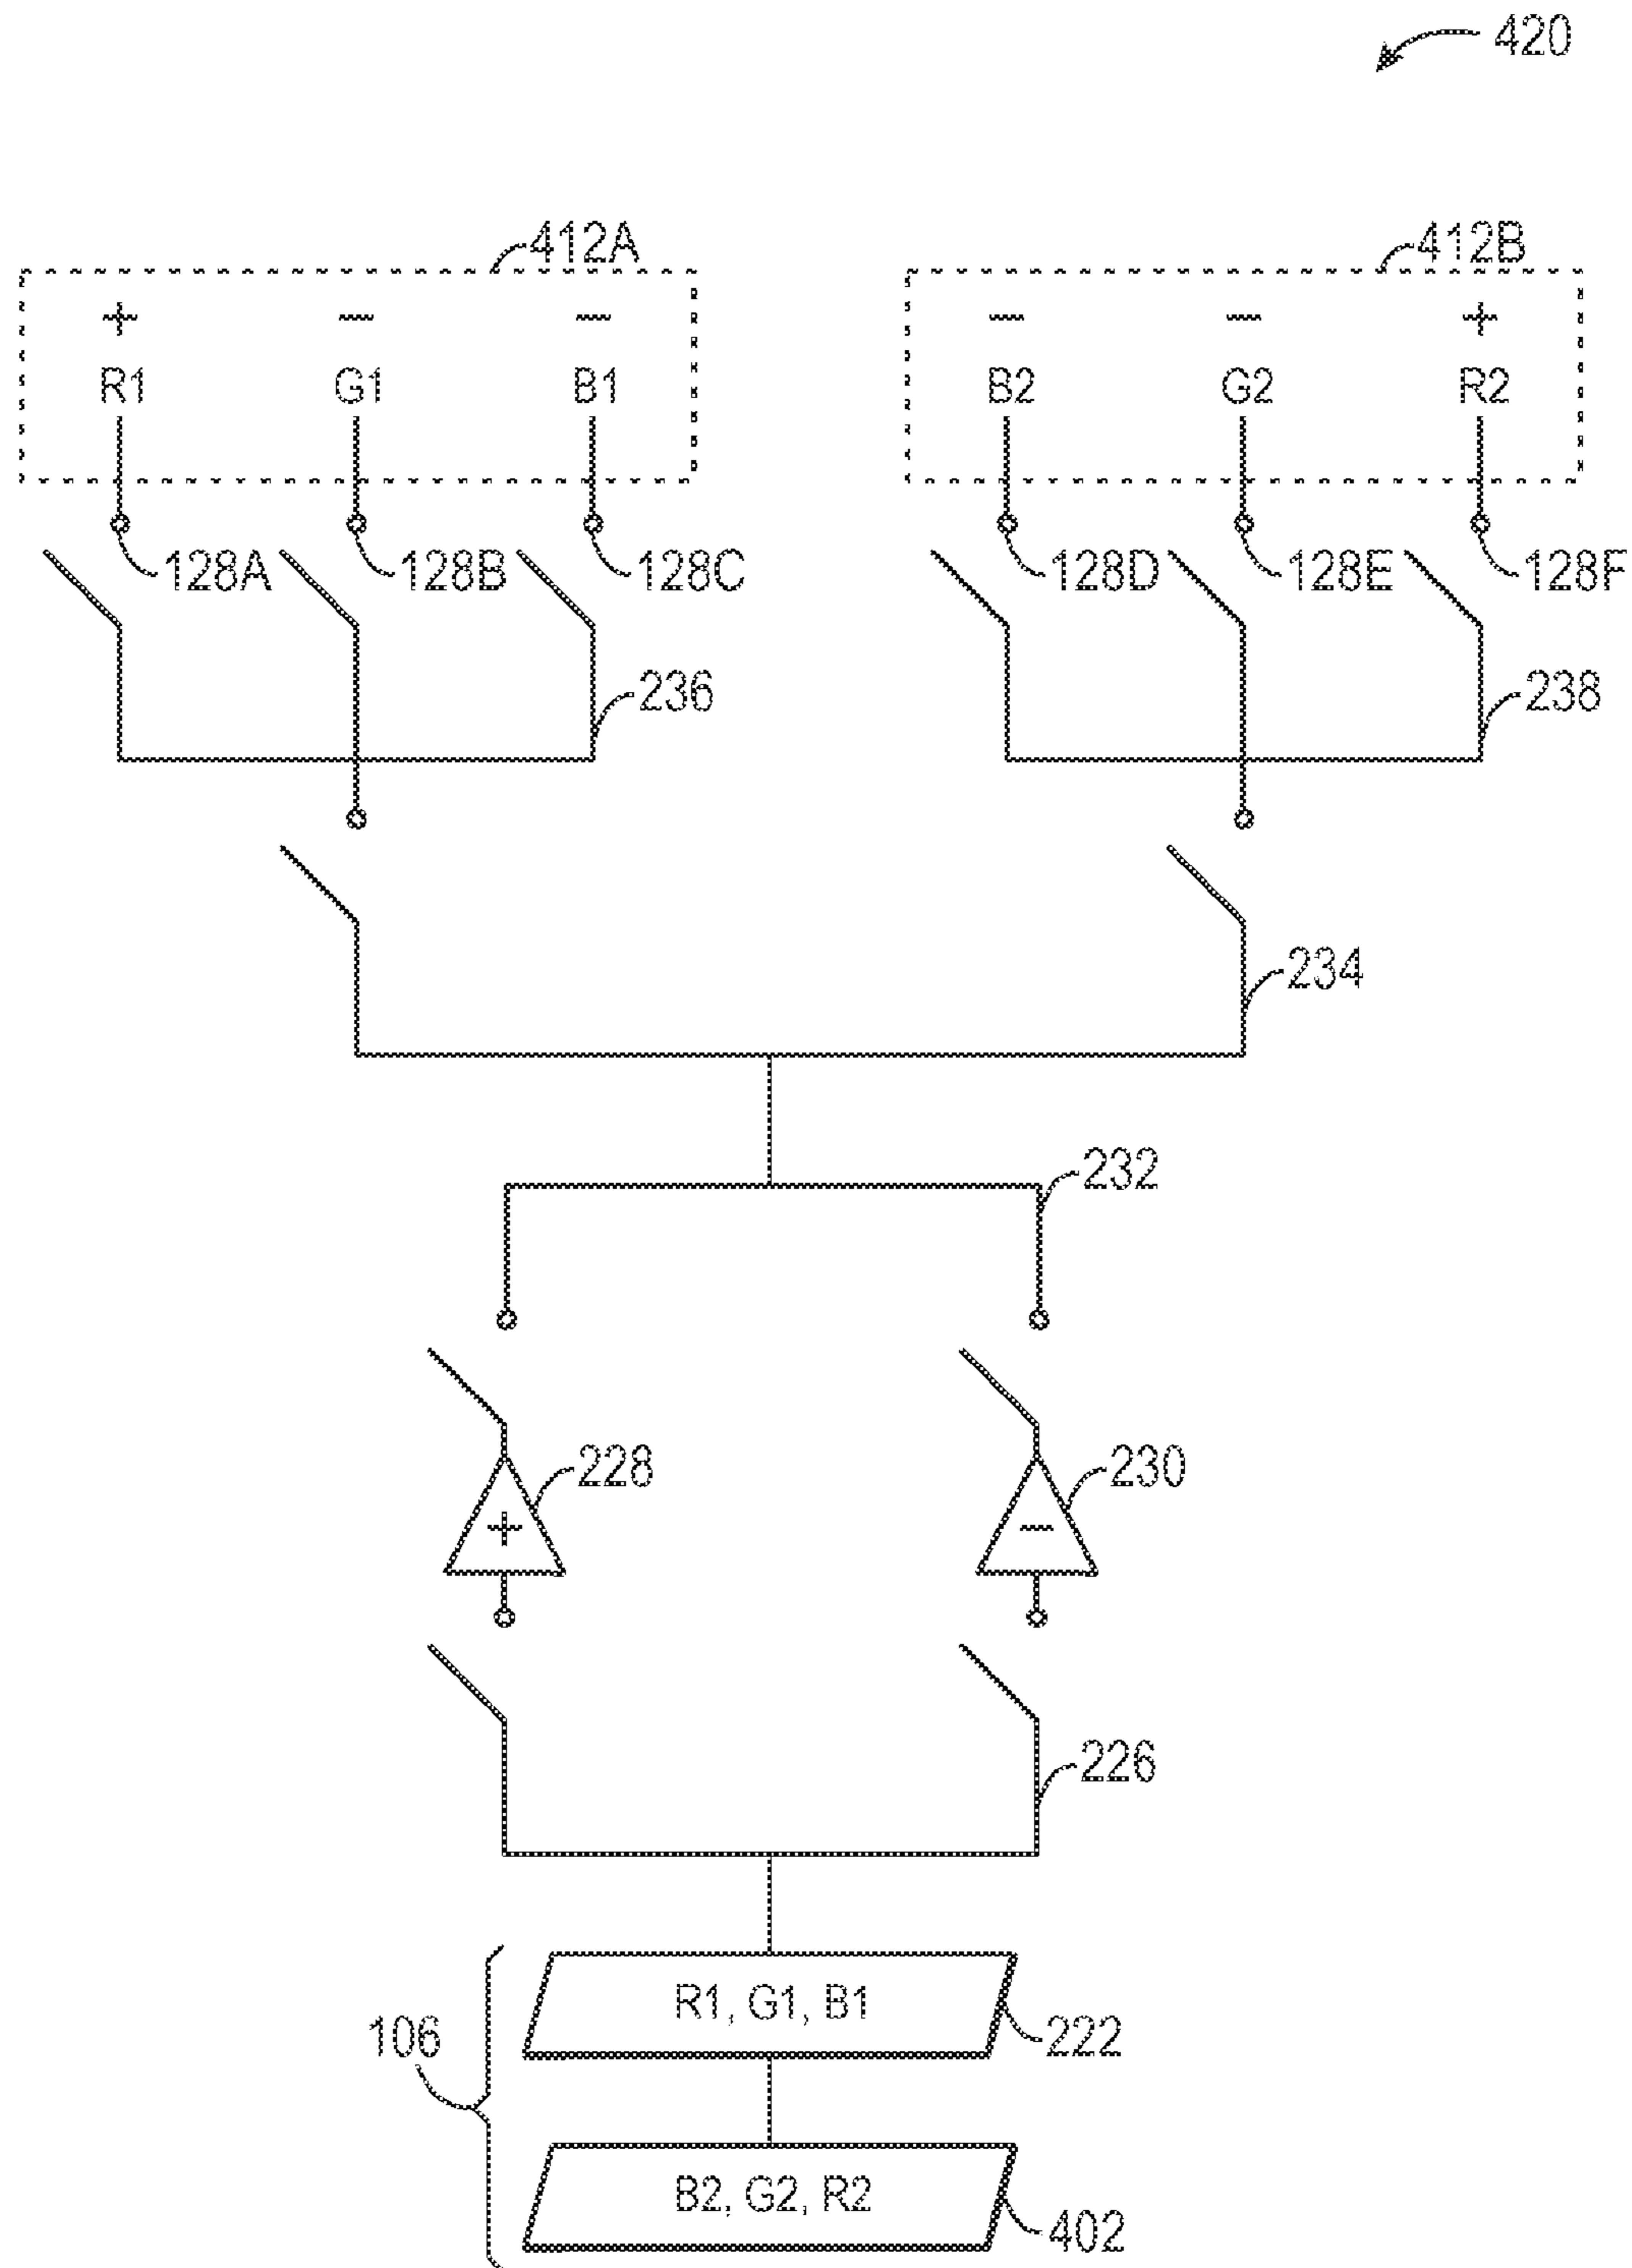 420
412A 412B
+ − − − − +
R1 G1 B1 B2 G2 R2
128A 128B 128C 128D 128E 128F
236 238
234
232
228 230
+ −
226
R1, G1, B1
106 222
B2, G2, R2
402